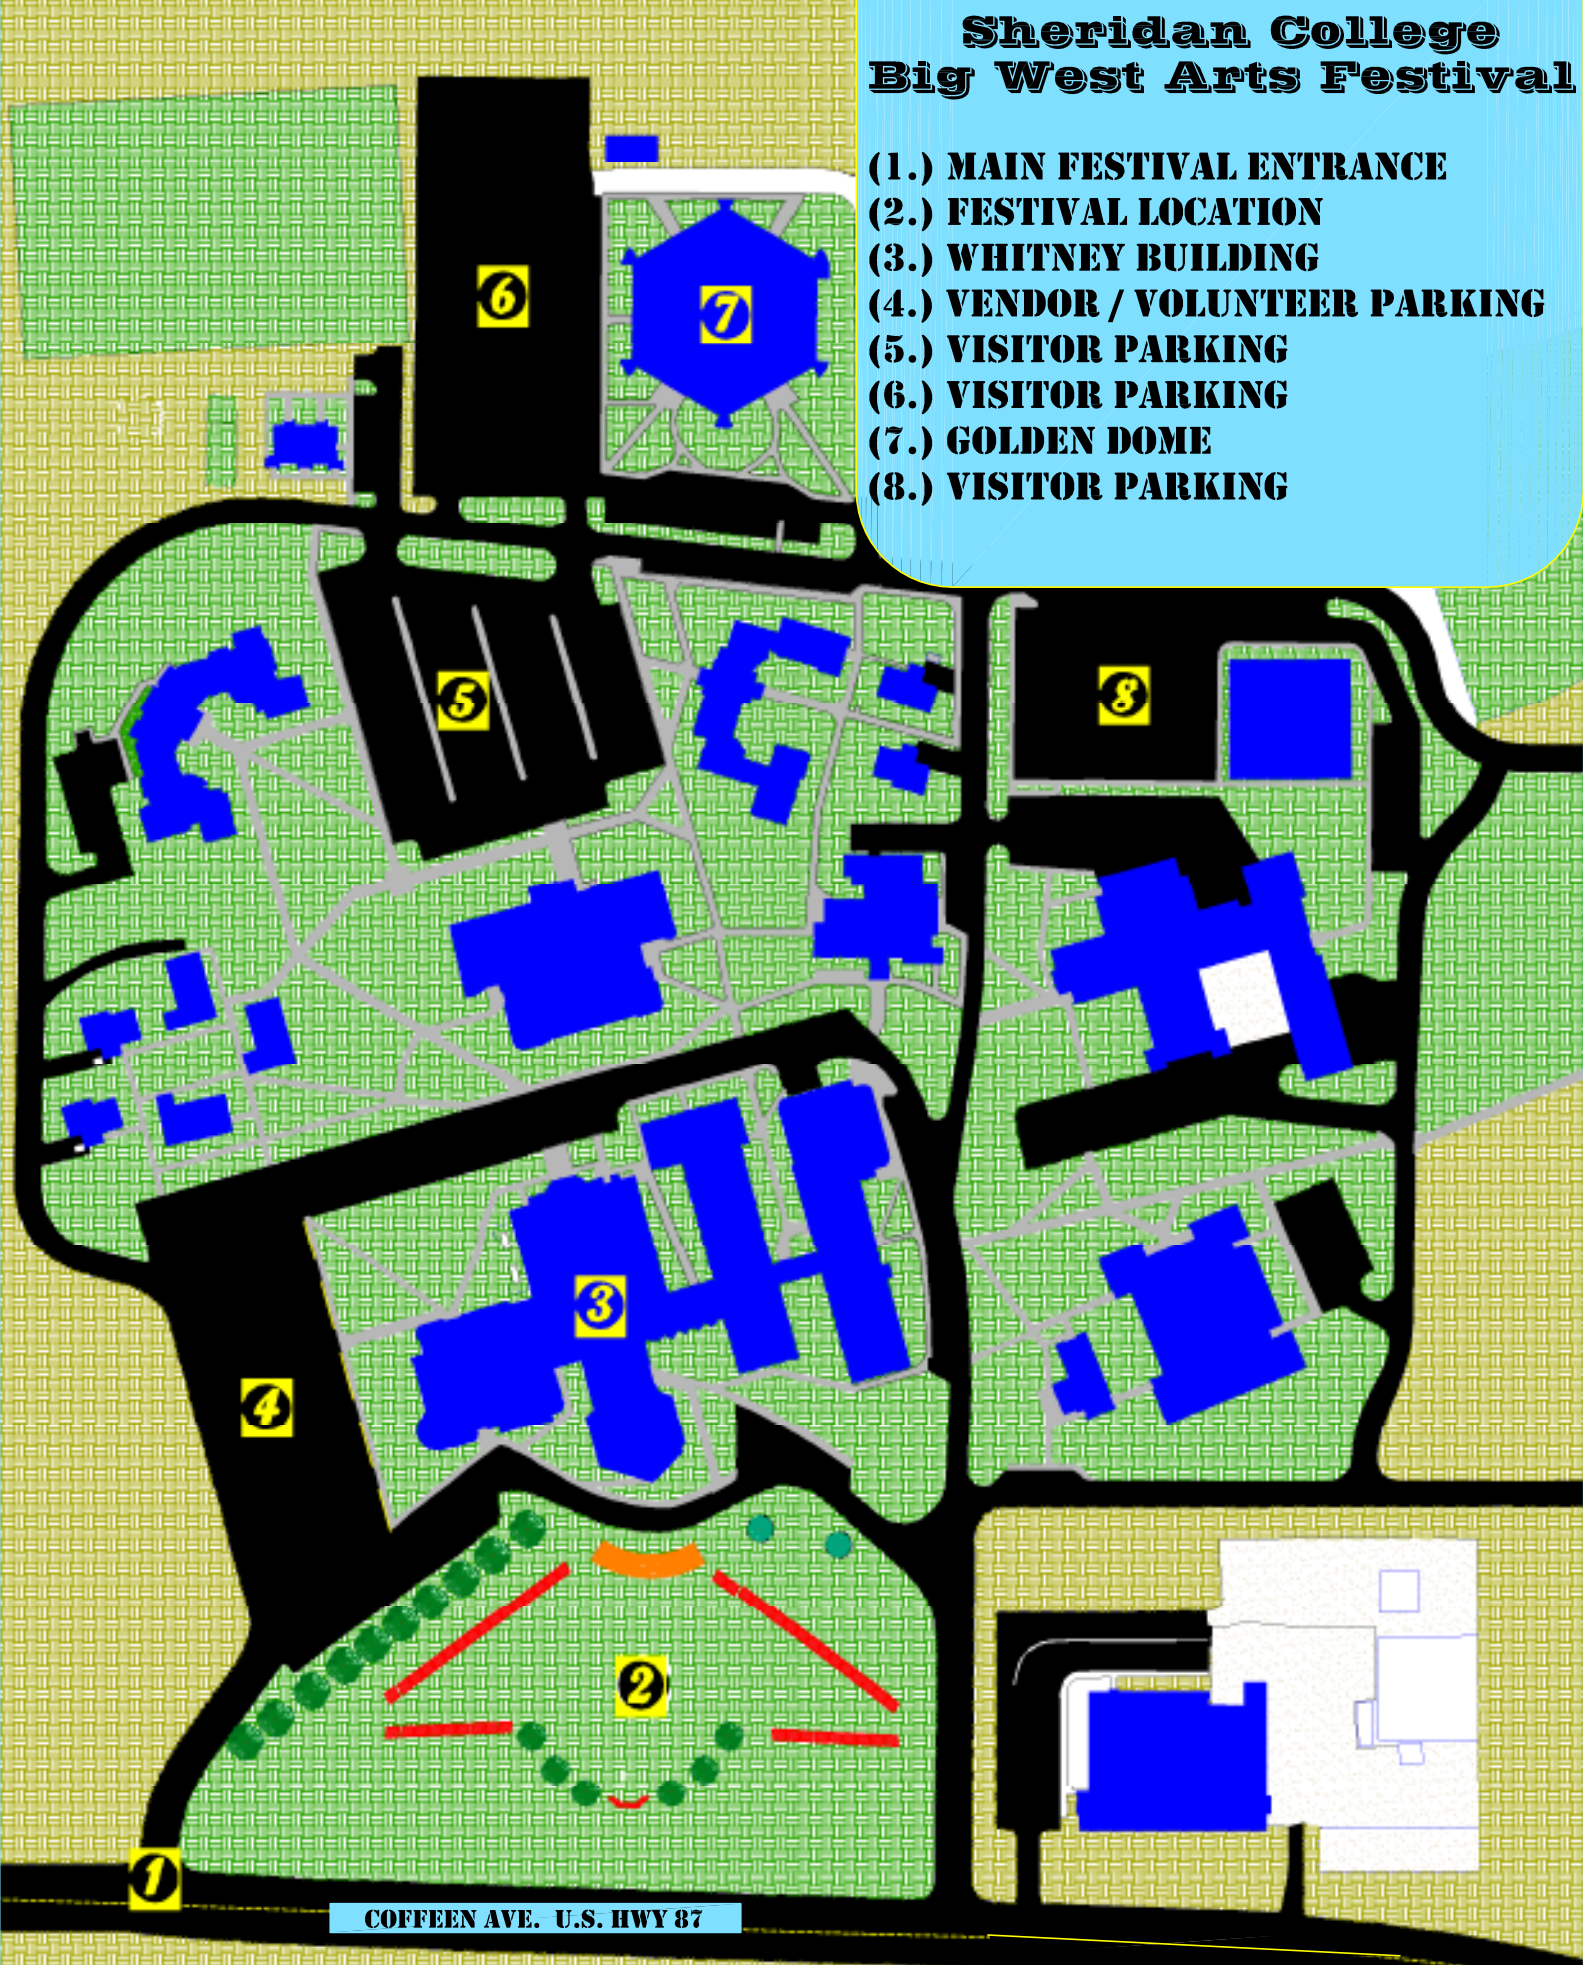 Sheridan College
Big West Arts Festival
(1.) MAIN FESTIVAL ENTRANCE
(2.) FESTIVAL LOCATION
(3.) WHITNEY BUILDING
(4.) VENDOR / VOLUNTEER PARKING
(5.) VISITOR PARKING
(6.) VISITOR PARKING
(7.) GOLDEN DOME
(8.) VISITOR PARKING
6
7
5
8
3
4
2
1
COFFEEN AVE. U.S. HWY 87